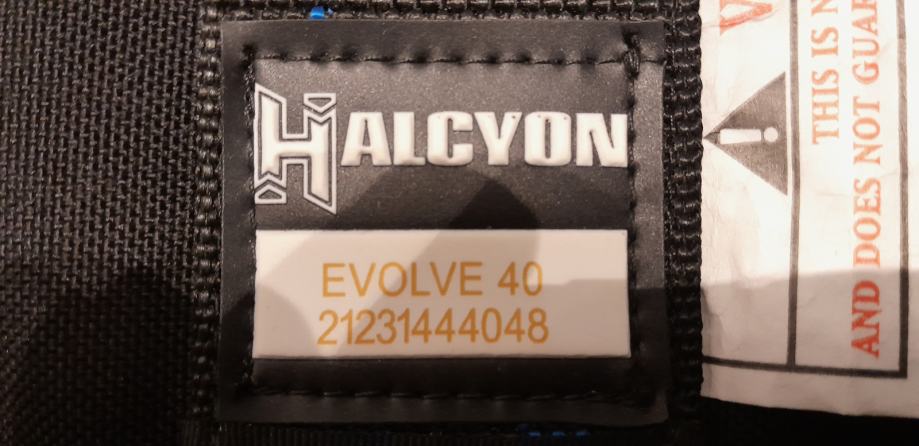 HALCYON
EVOLVE 40
21231444048
THIS IS N
AND DOES NOT GUAR